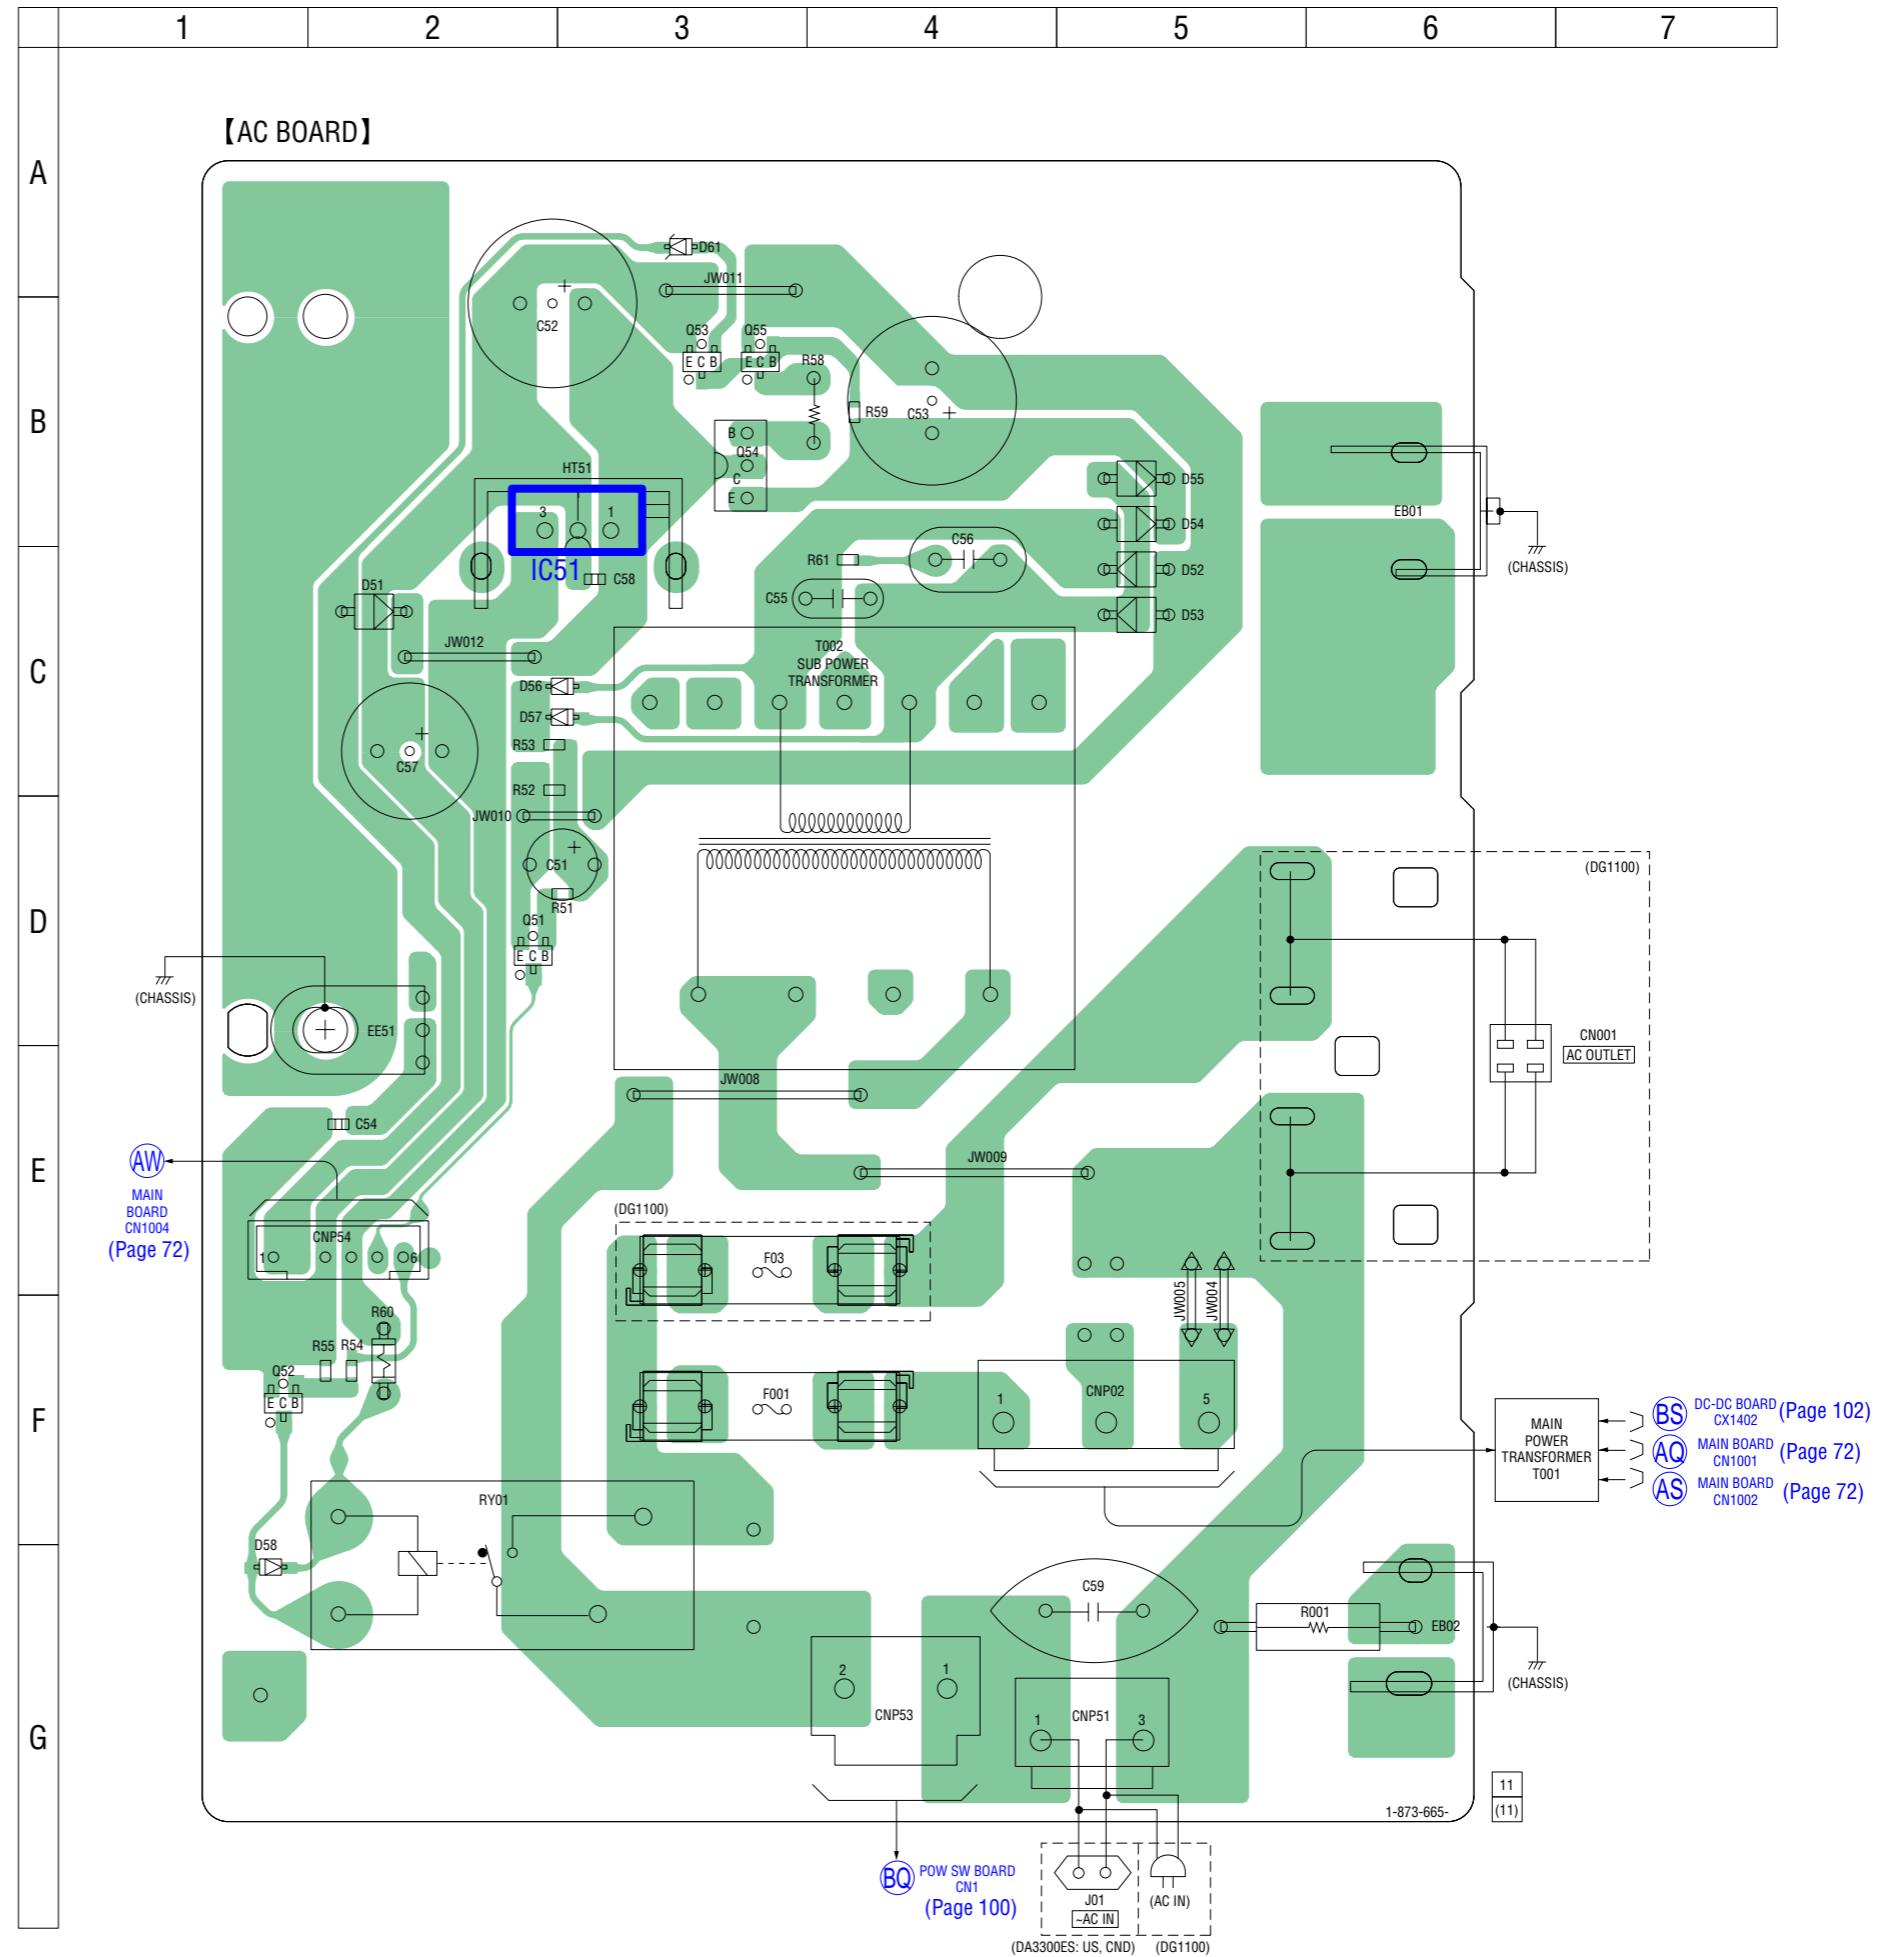 1 2 3 4 5 6 7
A
B
C
D
E
F
G
【AC BOARD】
D61
JW011
C52
+
Q53
E C B
Q55
E C B
R58
R59
C53
+
B
Q54
C
E
HT51
3 1
IC51
C58
D55
D54
D52
D53
EB01
(CHASSIS)
R61
C56
C55
D51
JW012
T002
SUB POWER
TRANSFORMER
D56
D57
R53
R52
JW010
C57
+
C51
+
R51
Q51
E C B
(CHASSIS)
EE51
(DG1100)
CN001
AC OUTLET
JW008
JW009
C54
AW
MAIN
BOARD
CN1004
(Page 72)
CNP54
1 6
(DG1100)
F03
JW005
JW004
R60
R55
R54
Q52
E C B
F001
CNP02
1 5
MAIN
POWER
TRANSFORMER
T001
BS DC-DC BOARD
CX1402
(Page 102)
AQ MAIN BOARD
CN1001
(Page 72)
AS MAIN BOARD
CN1002
(Page 72)
RY01
D58
C59
R001
EB02
(CHASSIS)
2 1
CNP53
CNP51
1 3
11
(11)
1-873-665-
BQ POW SW BOARD
CN1
(Page 100)
J01
~AC IN
(AC IN)
(DA3300ES: US, CND)
(DG1100)